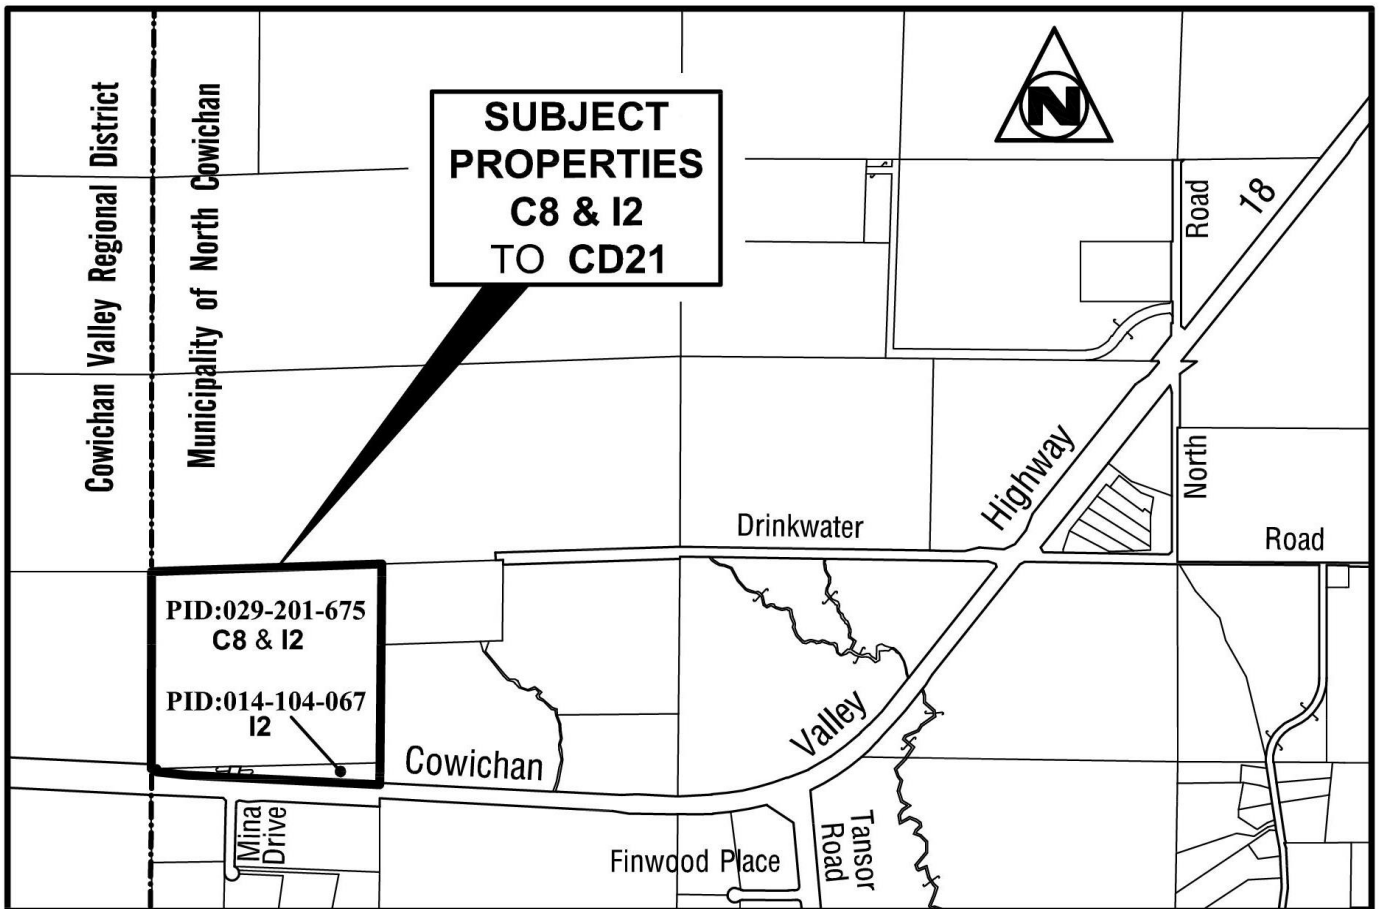 Cowichan Valley Regional District
Municipality of North Cowichan
SUBJECT
PROPERTIES
C8 & I2
TO CD21
N
Road
18
Highway
North
Drinkwater
Road
PID:029-201-675
C8 & I2
PID:014-104-067
I2
Cowichan
Valley
Mina
Drive
Finwood Place
Tansor
Road